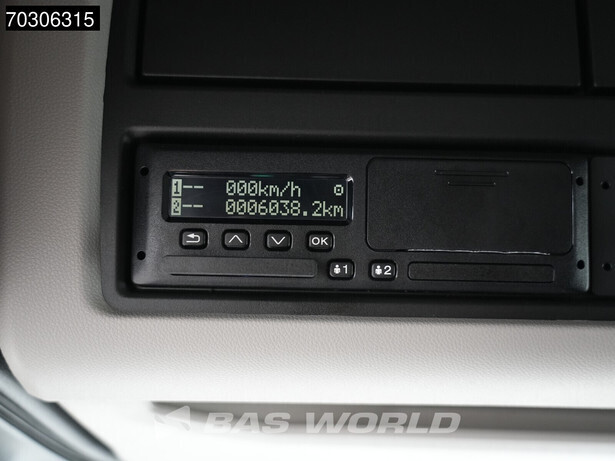 70306315
1-- 000km/h
2-- 0006038.2km
OK
1 2
BAS WORLD